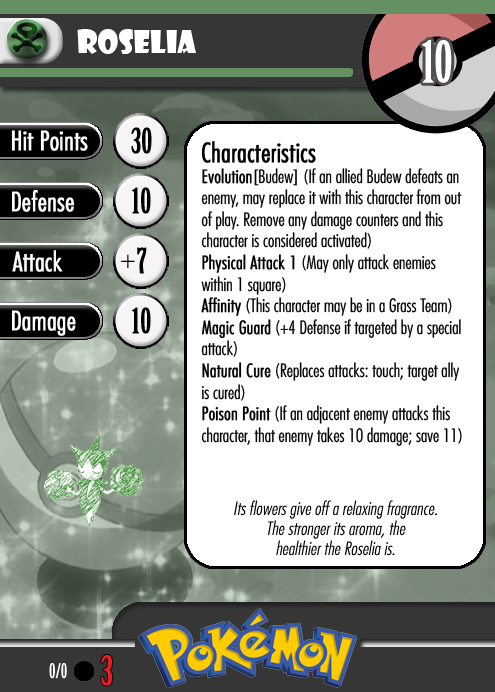 ROSELIA
10
Hit Points 30
Defense 10
Attack +7
Damage 10
Characteristics
Evolution[Budew] (If an allied Budew defeats an
enemy, may replace it with this character from out
of play. Remove any damage counters and this
character is considered activated)
Physical Attack 1 (May only attack enemies
within 1 square)
Affinity (This character may be in a Grass Team)
Magic Guard (+4 Defense if targeted by a special
attack)
Natural Cure (Replaces attacks: touch; target ally
is cured)
Poison Point (If an adjacent enemy attacks this
character, that enemy takes 10 damage; save 11)
Its flowers give off a relaxing fragrance.
The stronger its aroma, the
healthier the Roselia is.
0/0 3
POKéMON